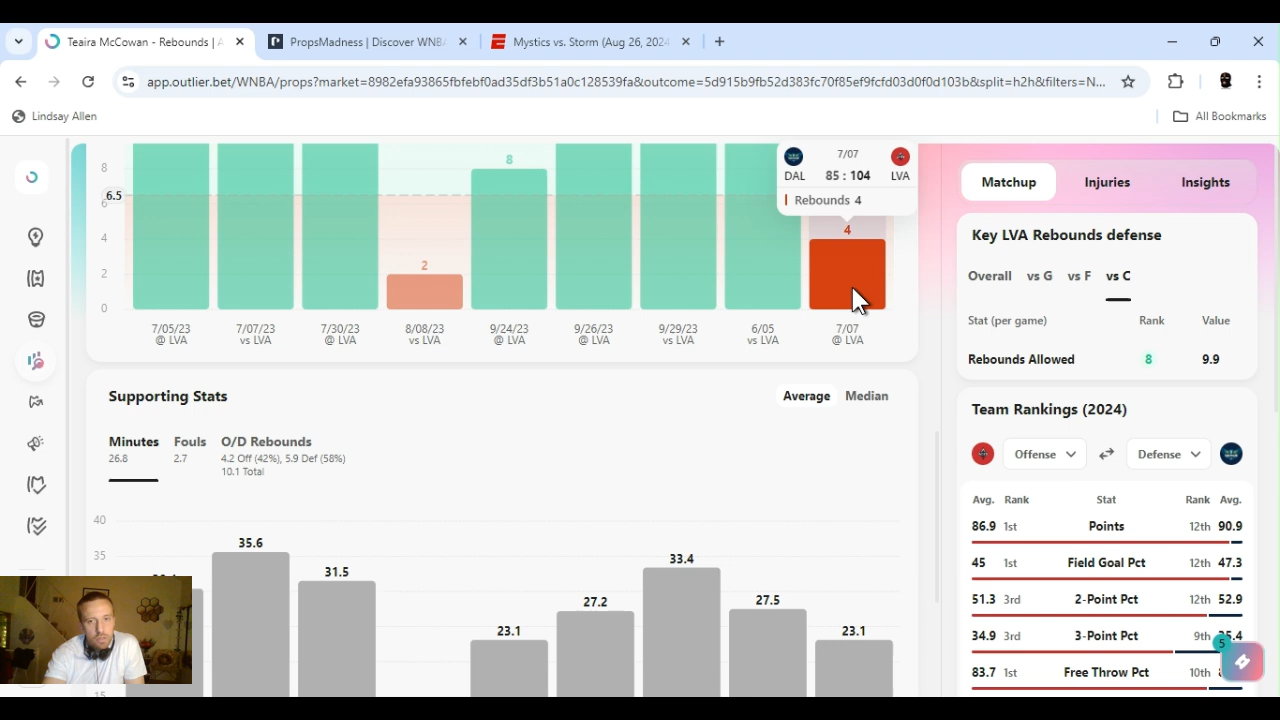 Teaira McCowan - Rebounds | A
PropsMadness | Discover WNB
Mystics vs. Storm (Aug 26, 2024
app.outlier.bet/WNBA/props?market=8982efa93865fbfebf0ad35df3b51a0c128539fa&outcome=5d915b9fb52d383fc70f85ef9fcfd03d0f0d103b&split=h2h&filters=N...
Lindsay Allen
All Bookmarks
8
6.5
6
4
2
0
2
8
DAL
7/07
85 : 104
LVA
Rebounds 4
4
7/05/23
@ LVA
7/07/23
vs LVA
7/30/23
@ LVA
8/08/23
vs LVA
9/24/23
@ LVA
9/26/23
@ LVA
9/29/23
vs LVA
6/05
vs LVA
7/07
@ LVA
Supporting Stats
Average
Median
Minutes
26.8
Fouls
2.7
O/D Rebounds
4.2 Off (42%), 5.9 Def (58%)
10.1 Total
40
35
15
35.6
31.5
23.1
27.2
33.4
27.5
23.1
Matchup
Injuries
Insights
Key LVA Rebounds defense
Overall vs G vs F vs C
Stat (per game) Rank Value
Rebounds Allowed 8 9.9
Team Rankings (2024)
Offense
Defense
Avg. Rank Stat Rank Avg.
86.9 1st Points 12th 90.9
45 1st Field Goal Pct 12th 47.3
51.3 3rd 2-Point Pct 12th 52.9
34.9 3rd 3-Point Pct 9th
5
83.7 1st Free Throw Pct 10th